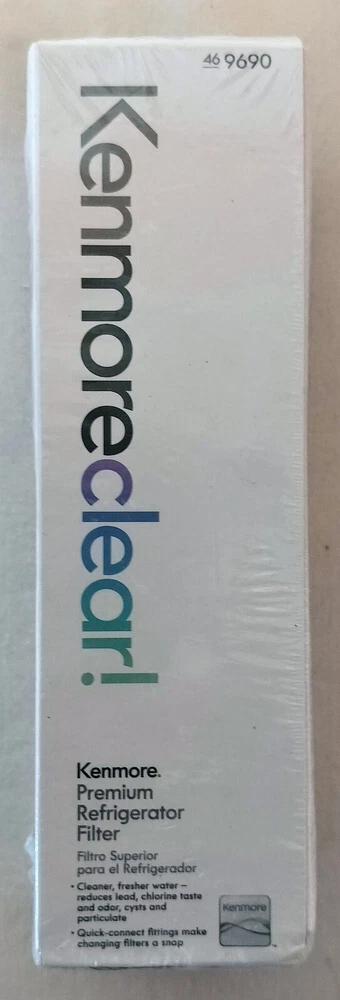 46 9690
Kenmoreclear!
Kenmore.
Premium
Refrigerator
Filter
Filtro Superior
para el Refrigerador
• Cleaner, fresher water –
reduces lead, chlorine taste
and odor, cysts and
particulate
• Quick-connect fittings make
changing filters a snap
Kenmore
™